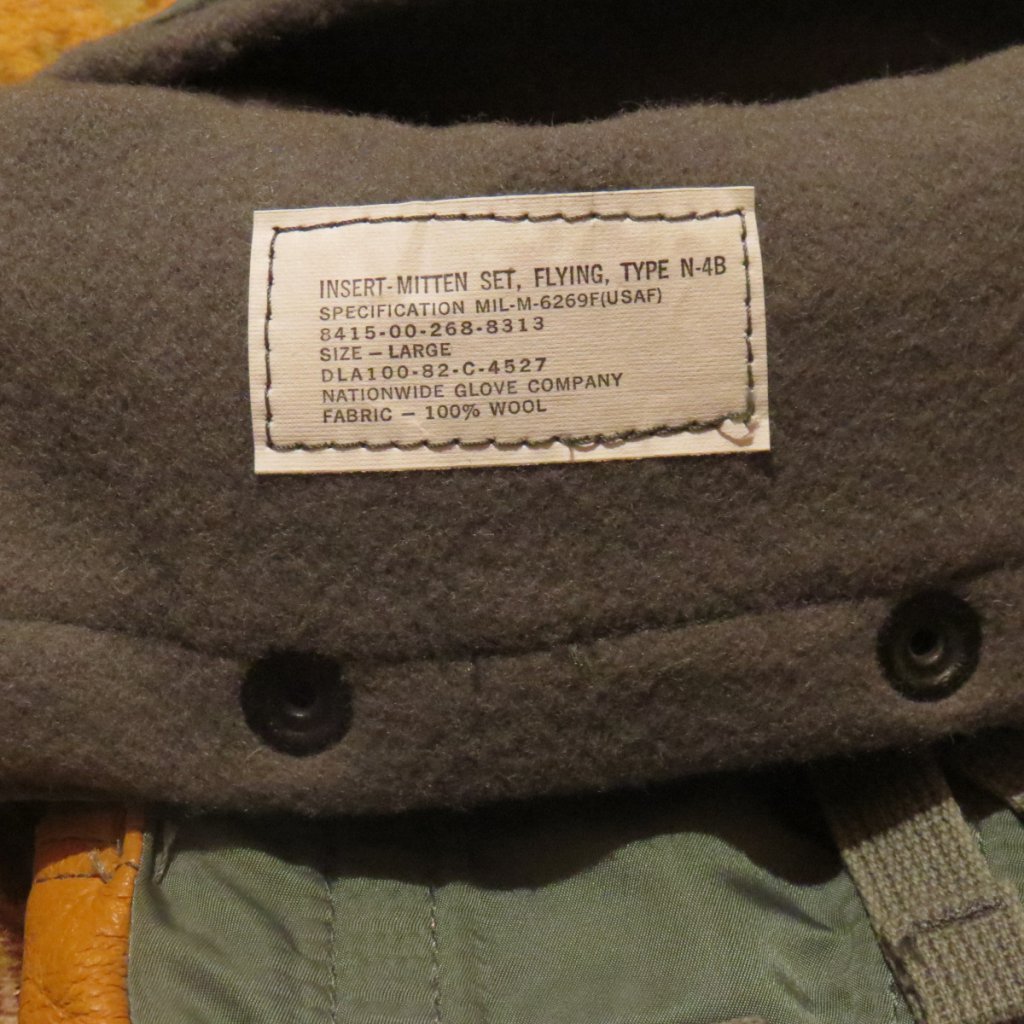 INSERT-MITTEN SET, FLYING, TYPE N-4B
SPECIFICATION MIL-M-6269F(USAF)
8415-00-268-8313
SIZE – LARGE
DLA100-82-C-4527
NATIONWIDE GLOVE COMPANY
FABRIC – 100% WOOL